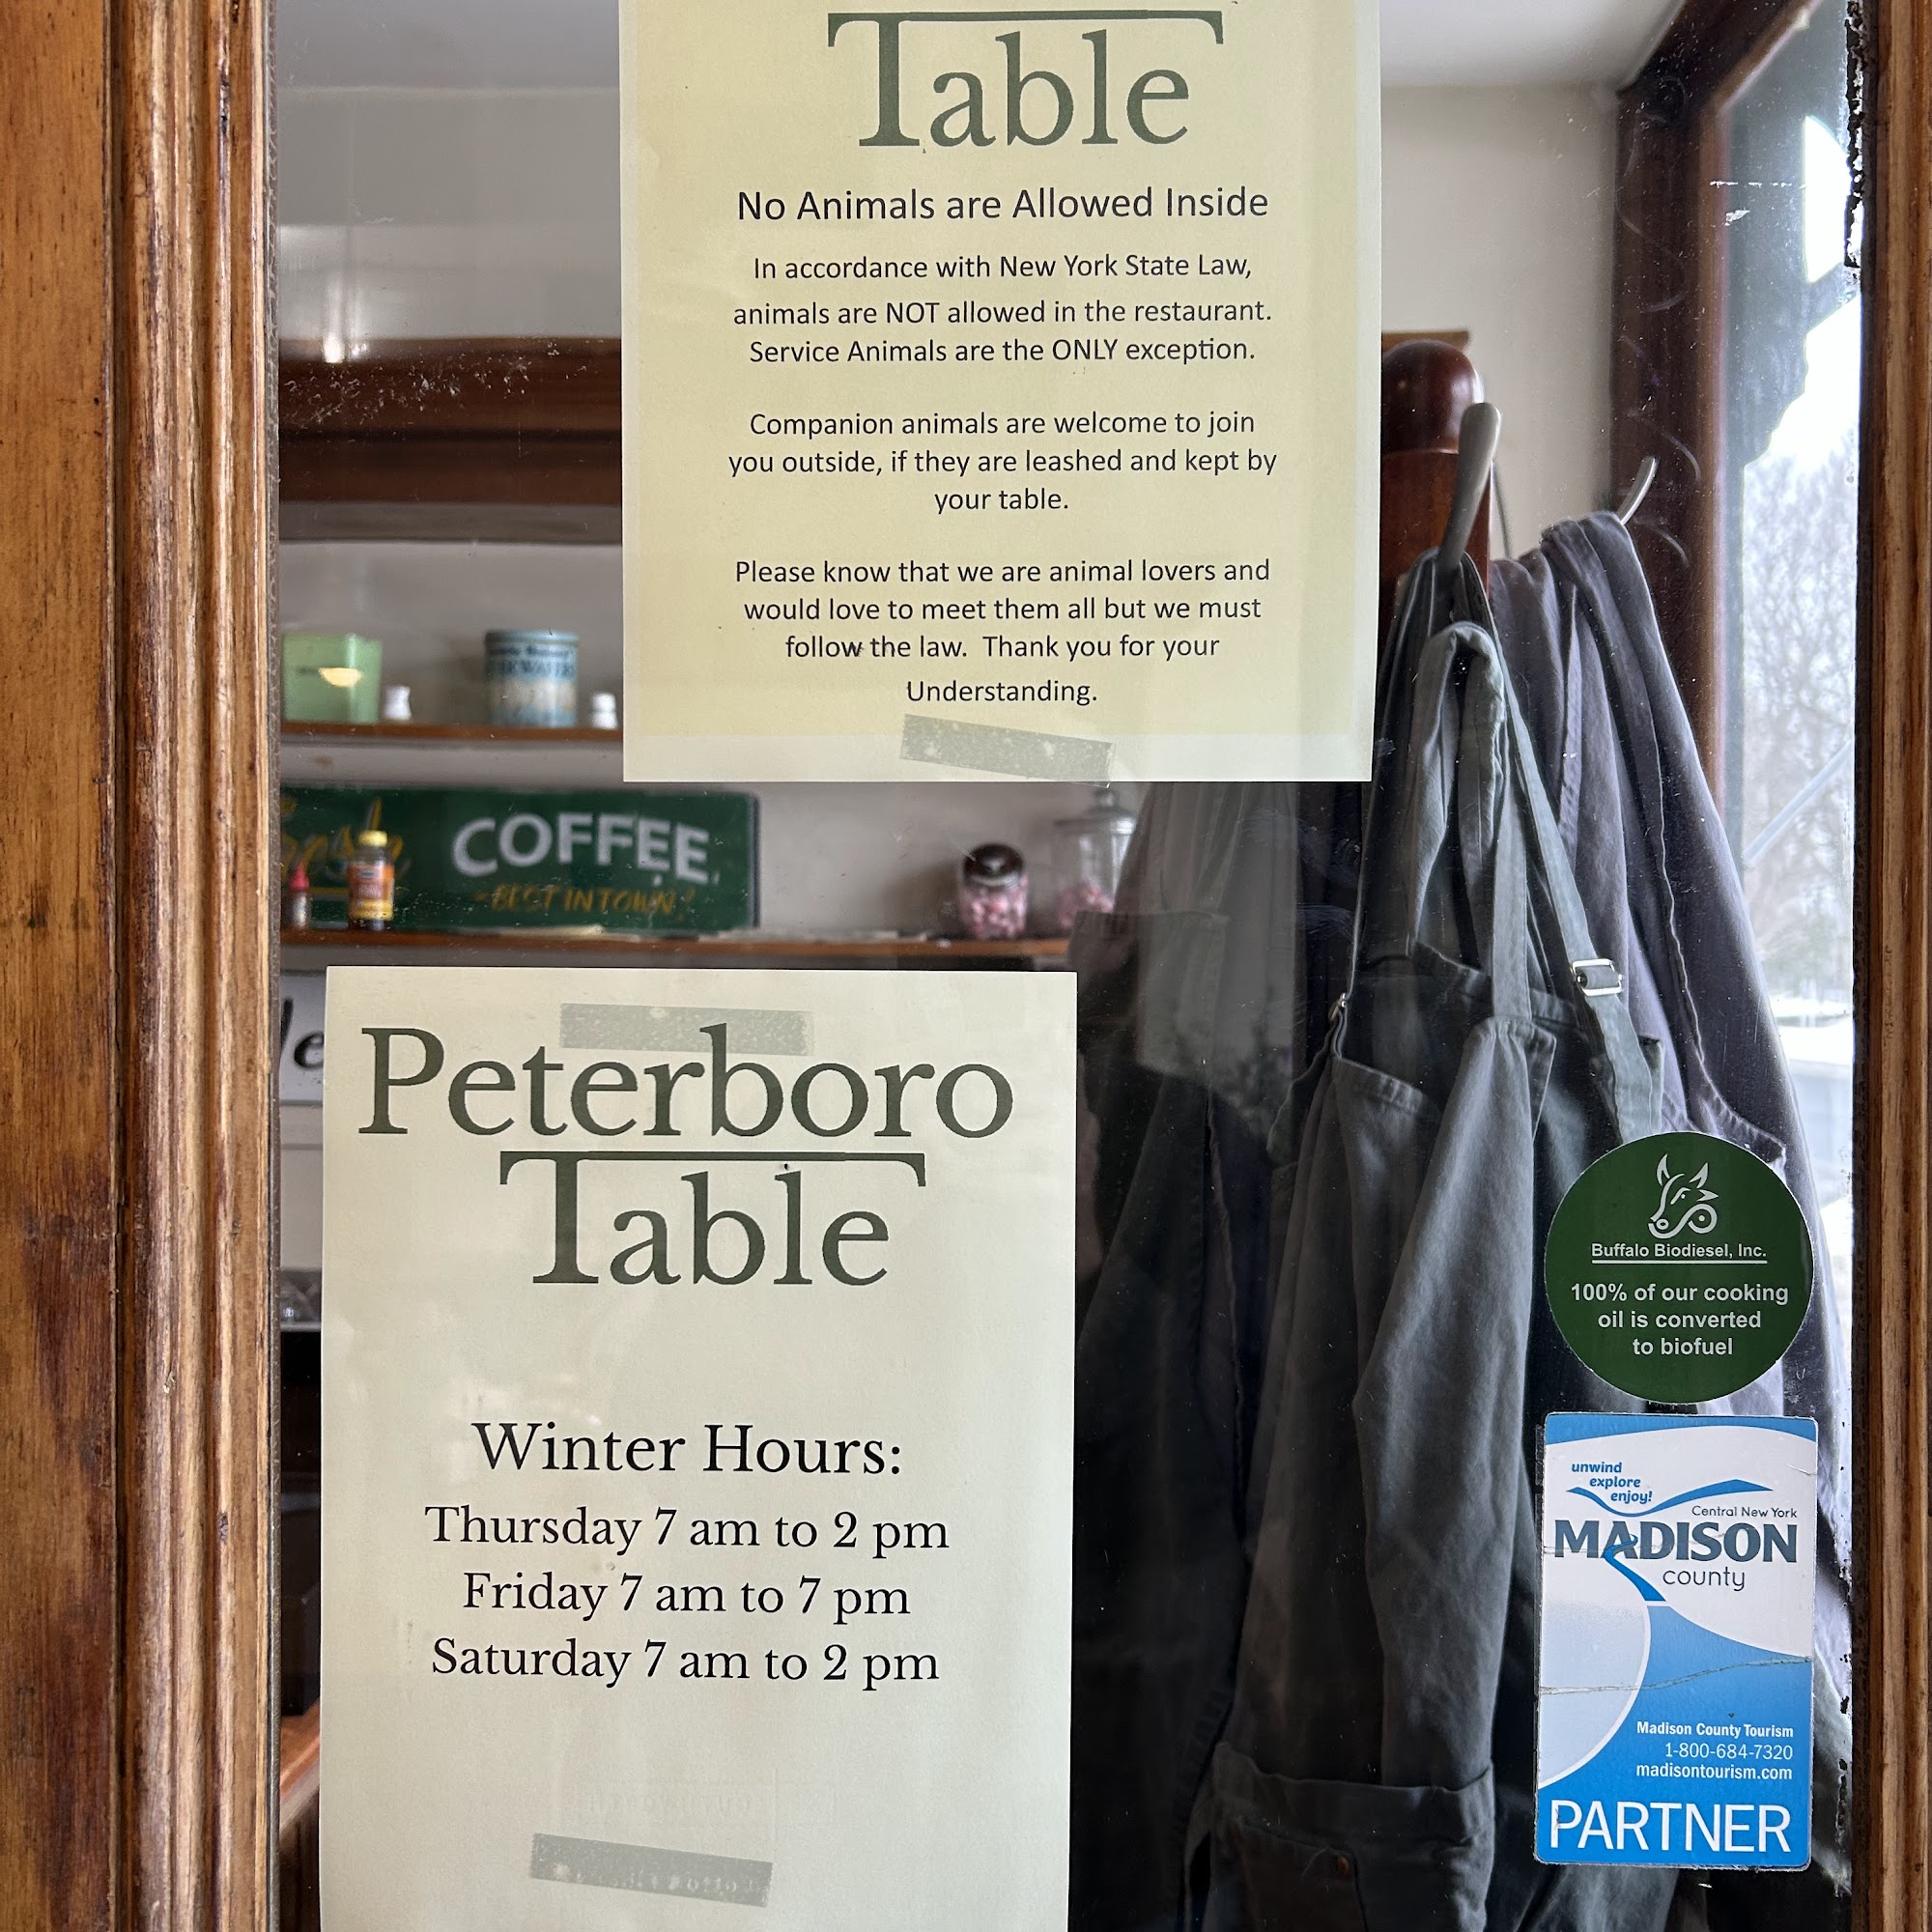 Table
No Animals are Allowed Inside
In accordance with New York State Law,
animals are NOT allowed in the restaurant.
Service Animals are the ONLY exception.
Companion animals are welcome to join
you outside, if they are leashed and kept by
your table.
Please know that we are animal lovers and
would love to meet them all but we must
follow the law.  Thank you for your
Understanding.
Fresh COFFEE
BEST IN TOWN
Peterboro
Table
Winter Hours:
Thursday 7 am to 2 pm
Friday 7 am to 7 pm
Saturday 7 am to 2 pm
Buffalo Biodiesel, Inc.
100% of our cooking
oil is converted
to biofuel
unwind
explore
enjoy!
Central New York
MADISON
county
Madison County Tourism
1-800-684-7320
madisontourism.com
PARTNER